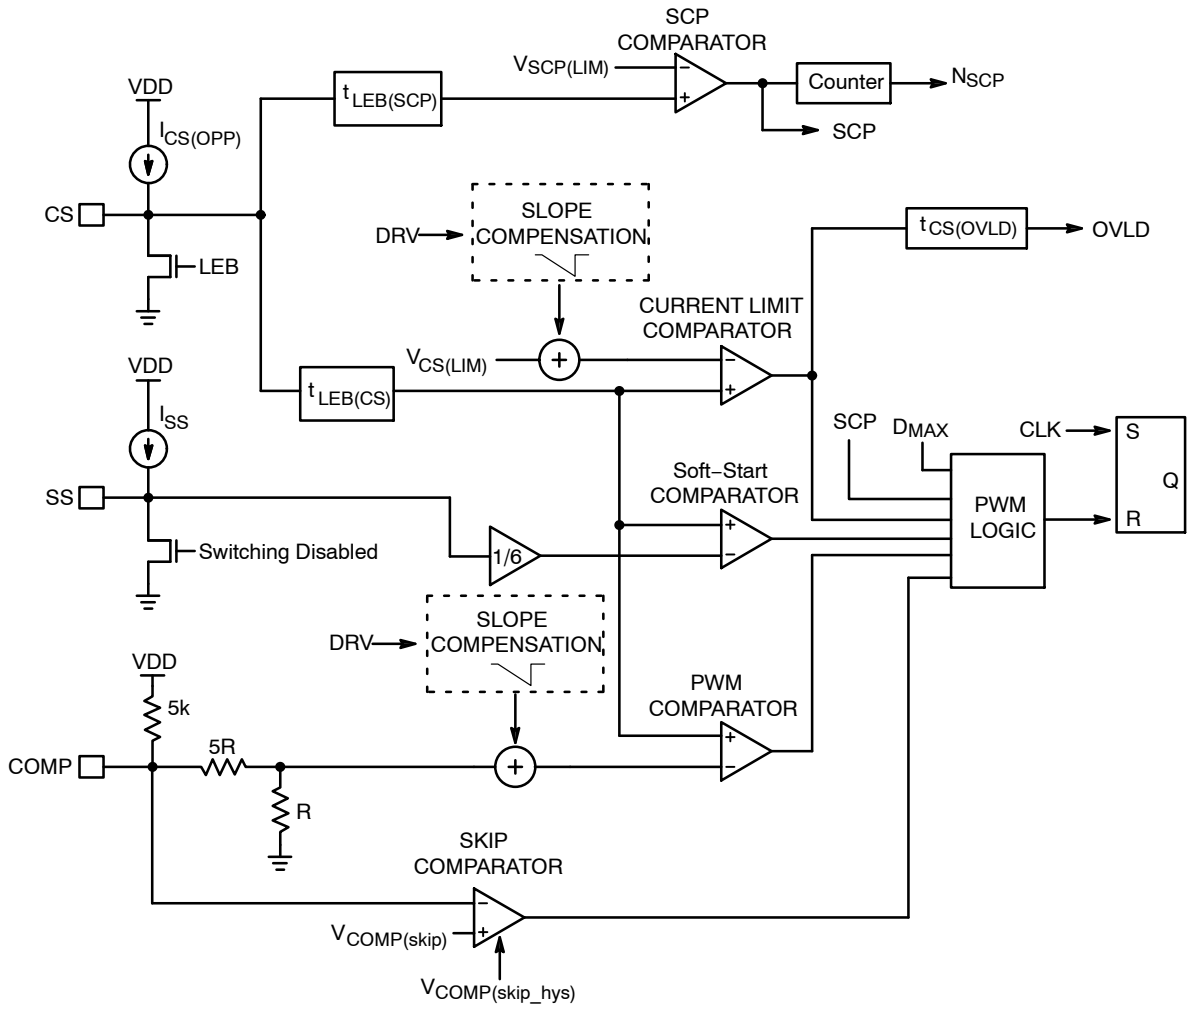 SCP
COMPARATOR
VSCP(LIM)
−
+
Counter
NSCP
SCP
VDD
ICS(OPP)
tLEB(SCP)
CS
LEB
SLOPE
COMPENSATION
DRV
tCS(OVLD)
OVLD
CURRENT LIMIT
COMPARATOR
VCS(LIM)
+
−
+
tLEB(CS)
VDD
ISS
SS
Switching Disabled
1/6
Soft−Start
COMPARATOR
+
−
SCP
DMAX
PWM
LOGIC
CLK
S
Q
R
SLOPE
COMPENSATION
DRV
VDD
5k
COMP
5R
R
+
PWM
COMPARATOR
+
−
SKIP
COMPARATOR
−
+
VCOMP(skip)
VCOMP(skip_hys)